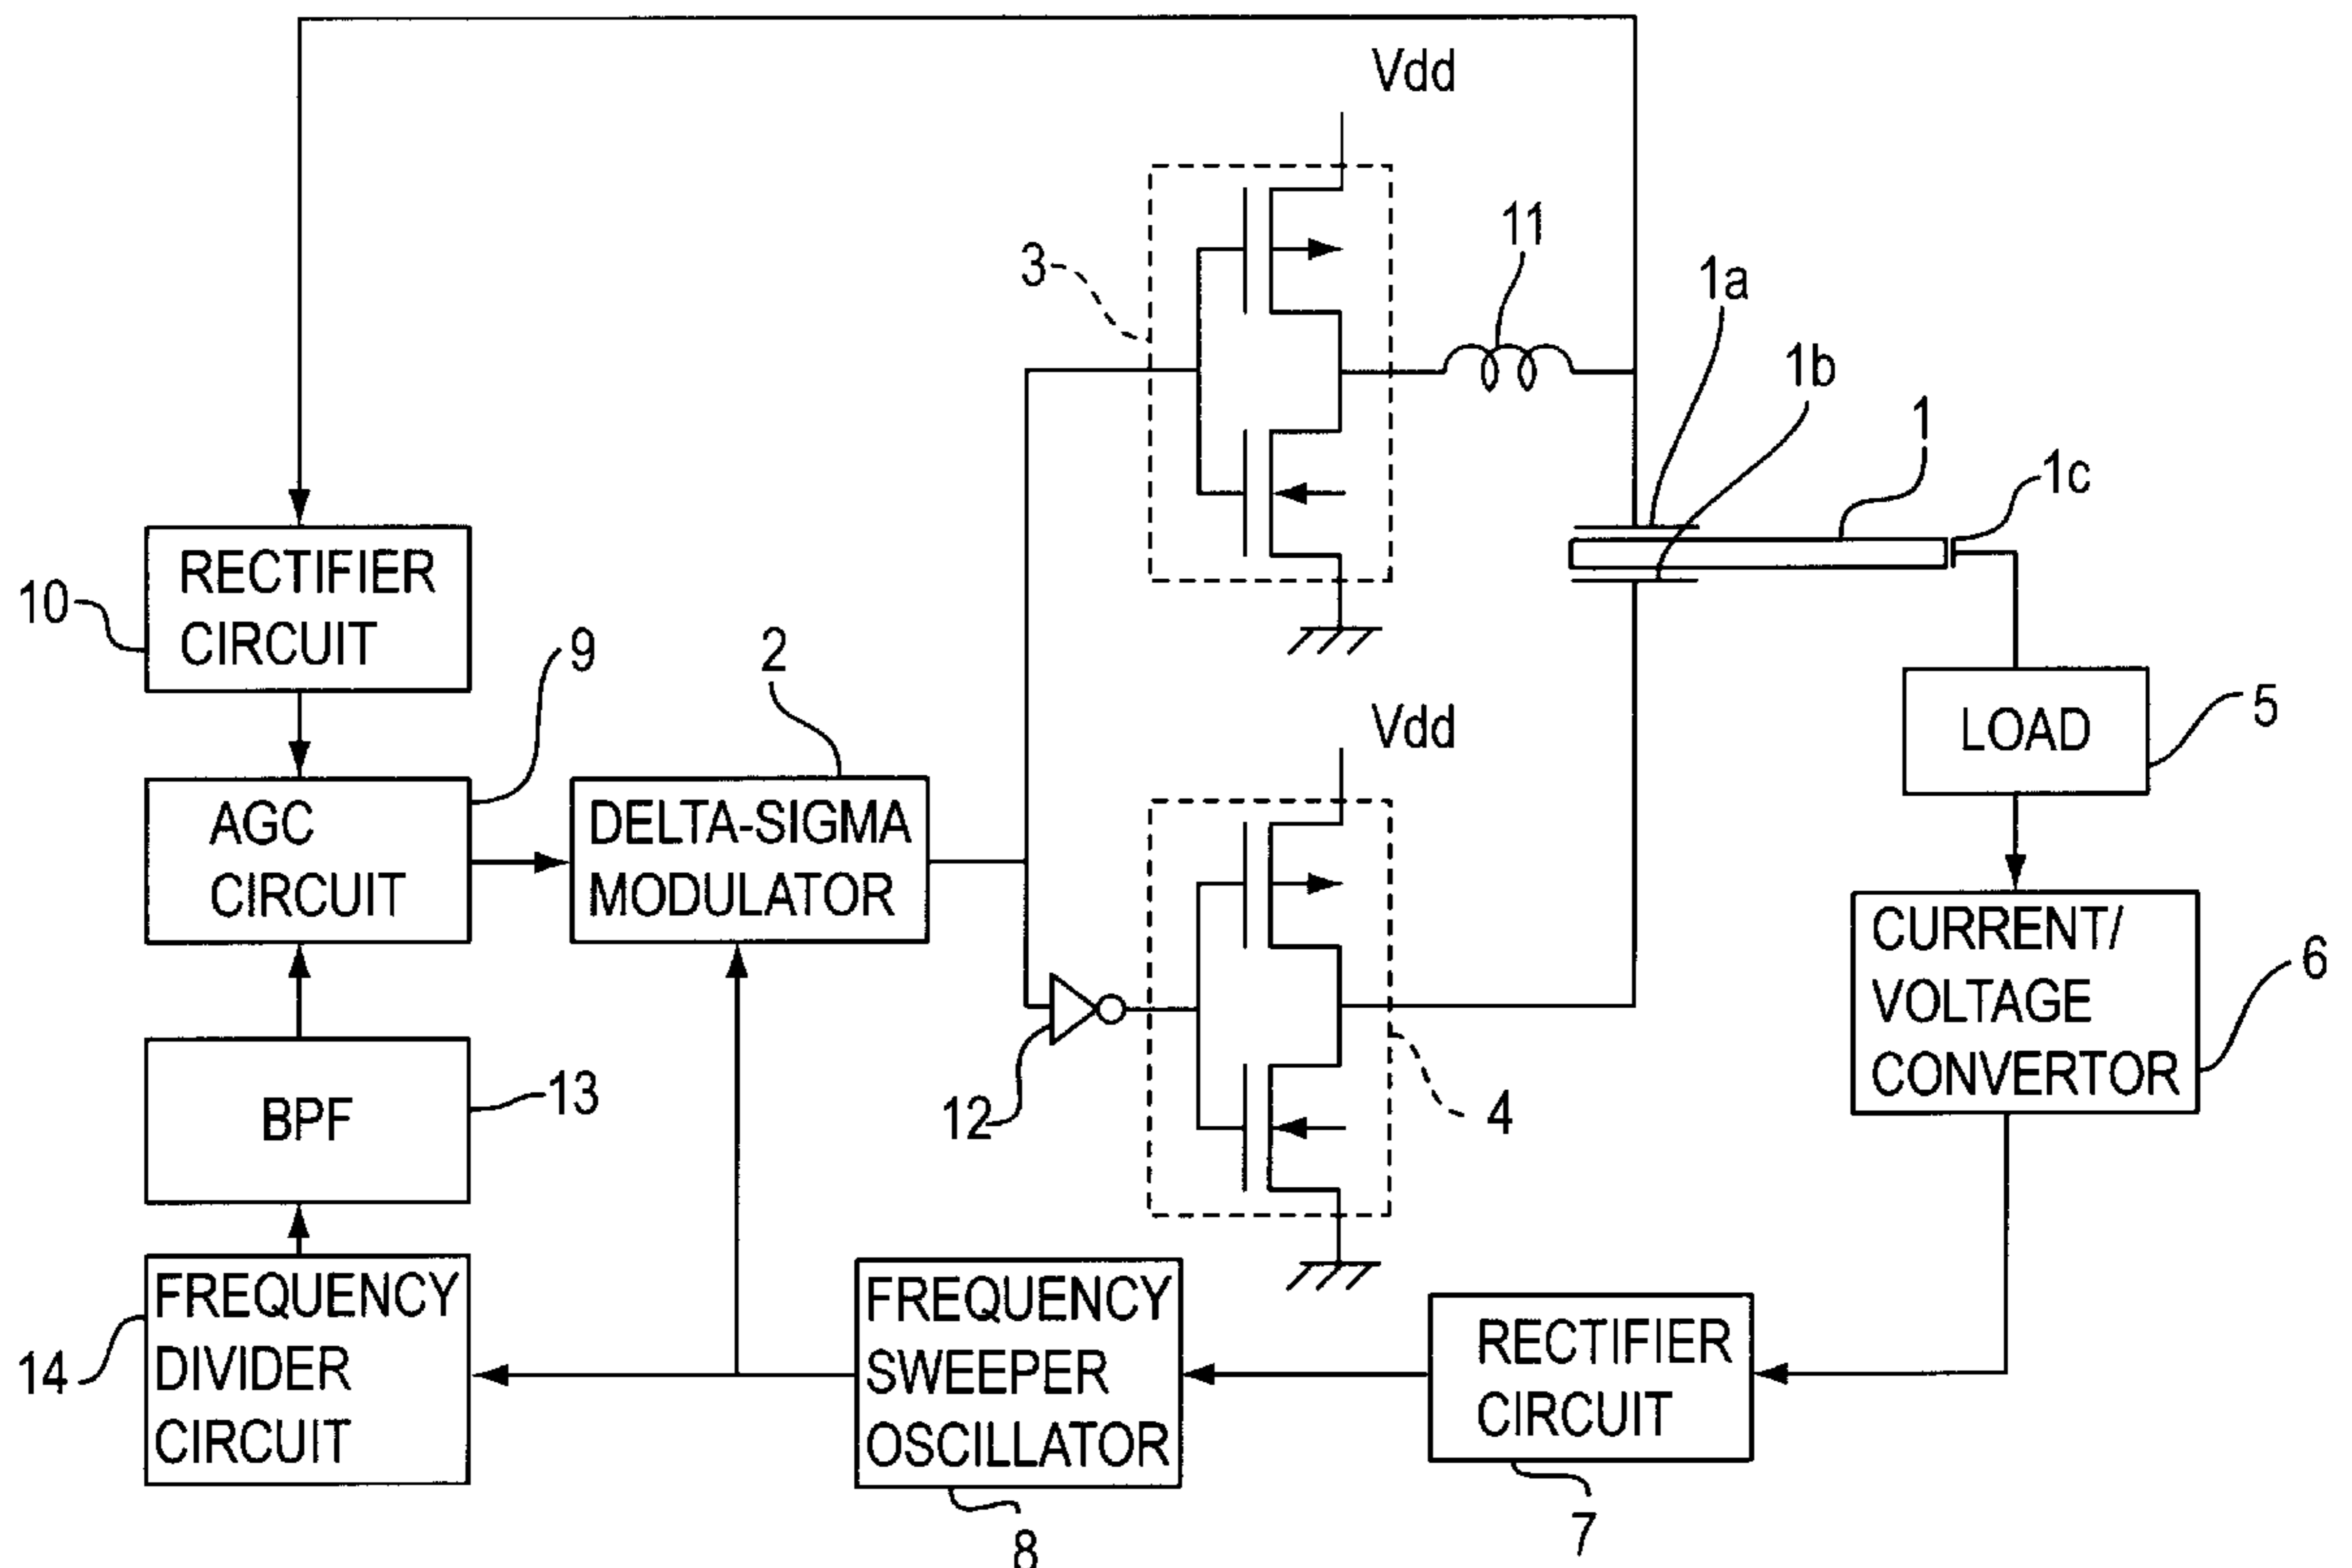 Vdd
3
11
1a
1b
1
1c
RECTIFIER
CIRCUIT
10
9
2
Vdd
LOAD
5
AGC
CIRCUIT
DELTA-SIGMA
MODULATOR
CURRENT/
VOLTAGE
CONVERTOR
6
BPF
13
12
4
FREQUENCY
DIVIDER
CIRCUIT
14
FREQUENCY
SWEEPER
OSCILLATOR
8
RECTIFIER
CIRCUIT
7